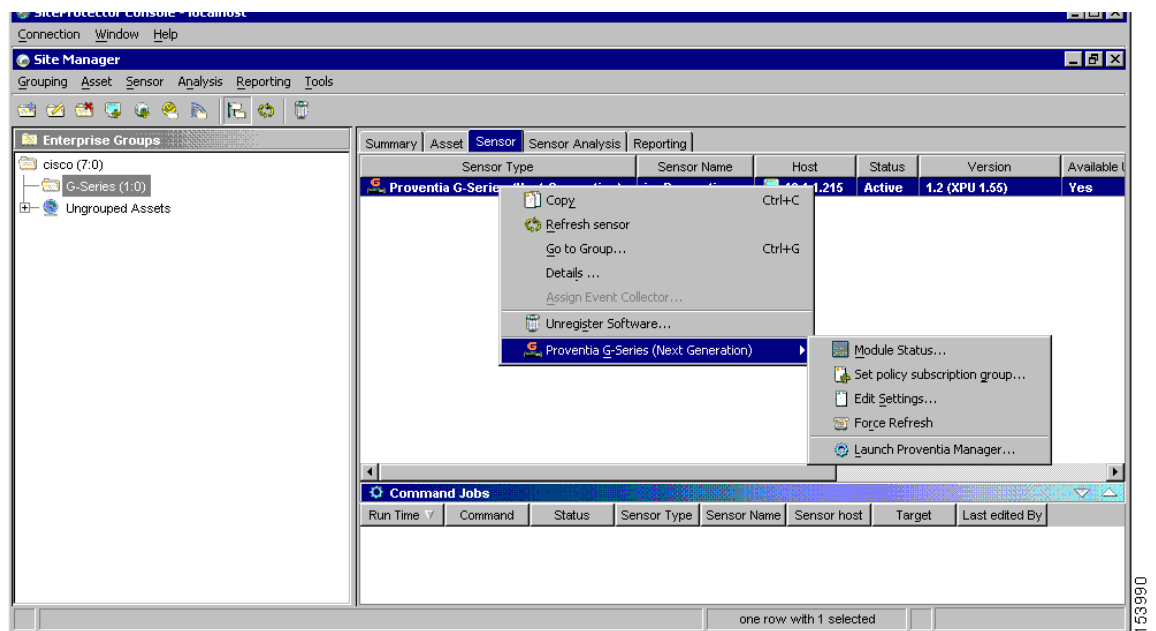 SiteProtector Console - localhost
Connection Window Help
Site Manager
Grouping Asset Sensor Analysis Reporting Tools
Enterprise Groups
cisco (7:0)
G-Series (1:0)
Ungrouped Assets
Summary Asset Sensor Sensor Analysis Reporting
Sensor Type Sensor Name Host Status Version Available
Proventia 1.215 Active 1.2 (XPU 1.55) Yes
Copy Ctrl+C
Refresh sensor
Go to Group... Ctrl+G
Details ...
Assign Event Collector...
Unregister Software...
Proventia G-Series (Next Generation)
Module Status...
Set policy subscription group...
Edit Settings...
Force Refresh
Launch Proventia Manager...
Command Jobs
Run Time Command Status Sensor Type Sensor Name Sensor host Target Last edited By
one row with 1 selected
153990